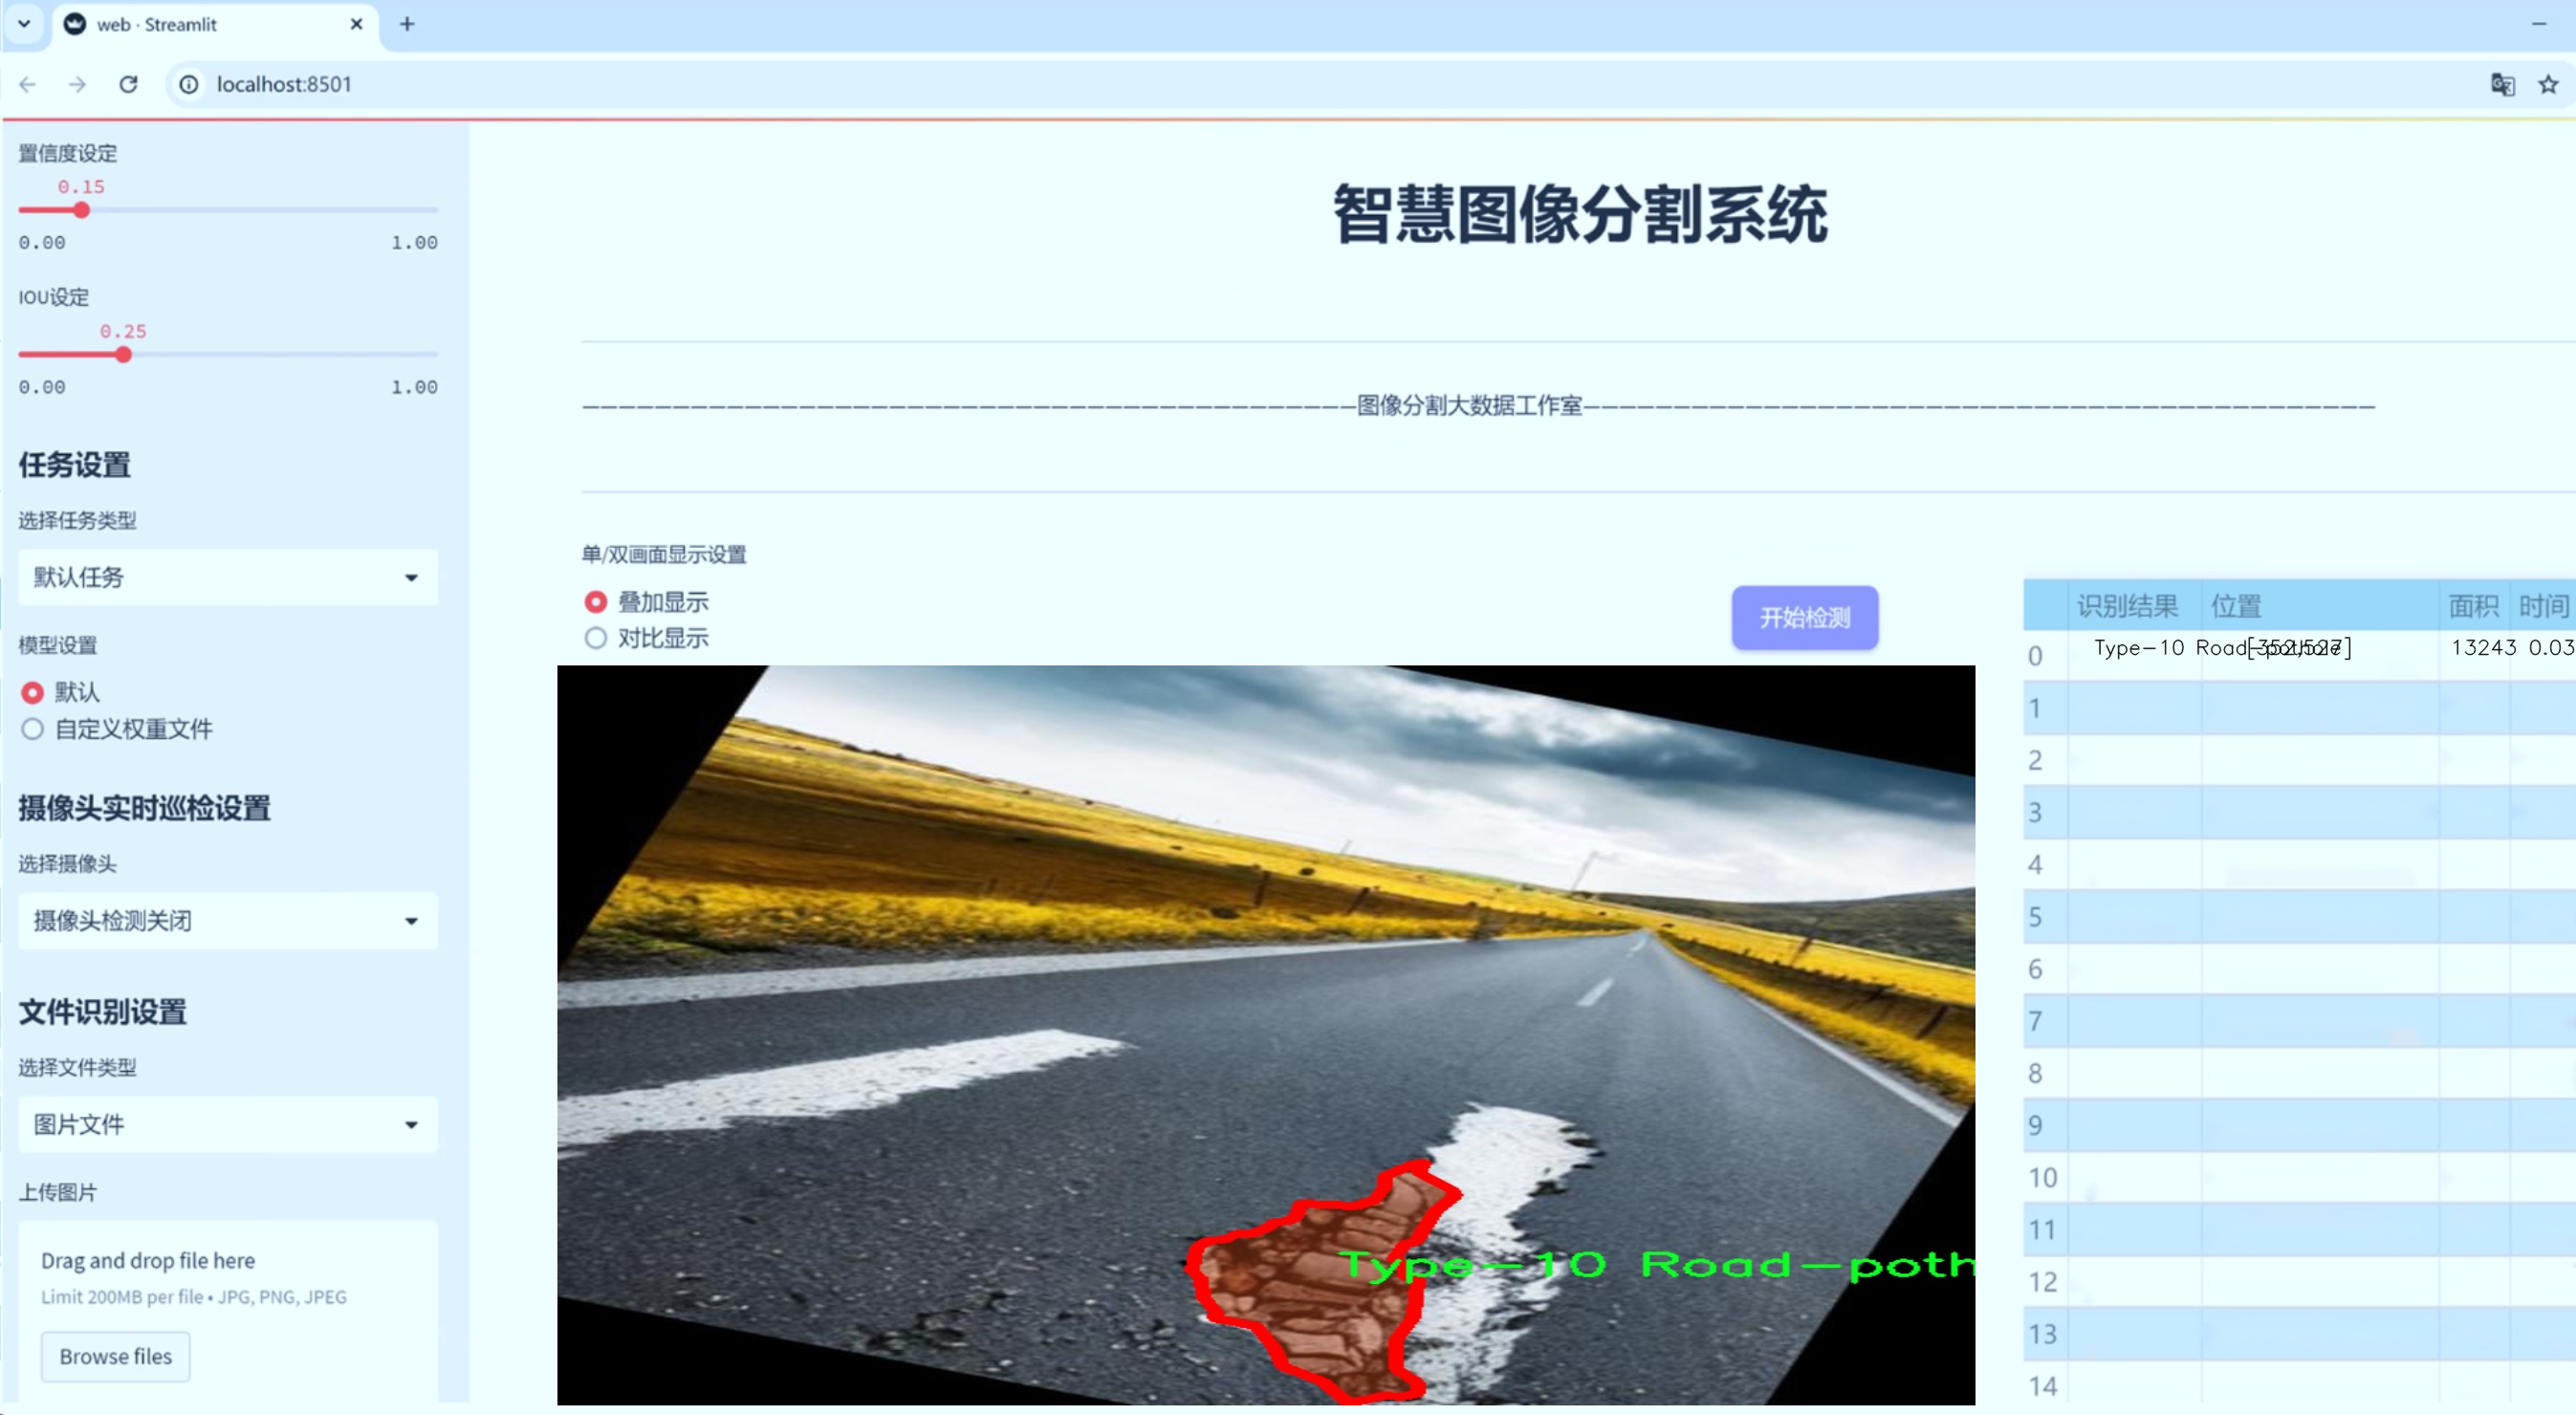 web · Streamlit
localhost:8501
置信度设定
0.15
0.00 1.00
IOU设定
0.25
0.00 1.00
任务设置
选择任务类型
默认任务
模型设置
默认
自定义权重文件
摄像头实时巡检设置
选择摄像头
摄像头检测关闭
文件识别设置
选择文件类型
图片文件
上传图片
Drag and drop file here
Limit 200MB per file • JPG, PNG, JPEG
Browse files
智慧图像分割系统
———————————————————————————————————————————图像分割大数据工作室————————————————————————————————————————————
单/双画面显示设置
叠加显示
对比显示
开始检测
Type-10 Road-poth
识别结果 位置 面积 时间
0 Type-10 Road-pothole [352,527] 13243 0.03
1
2
3
4
5
6
7
8
9
10
11
12
13
14